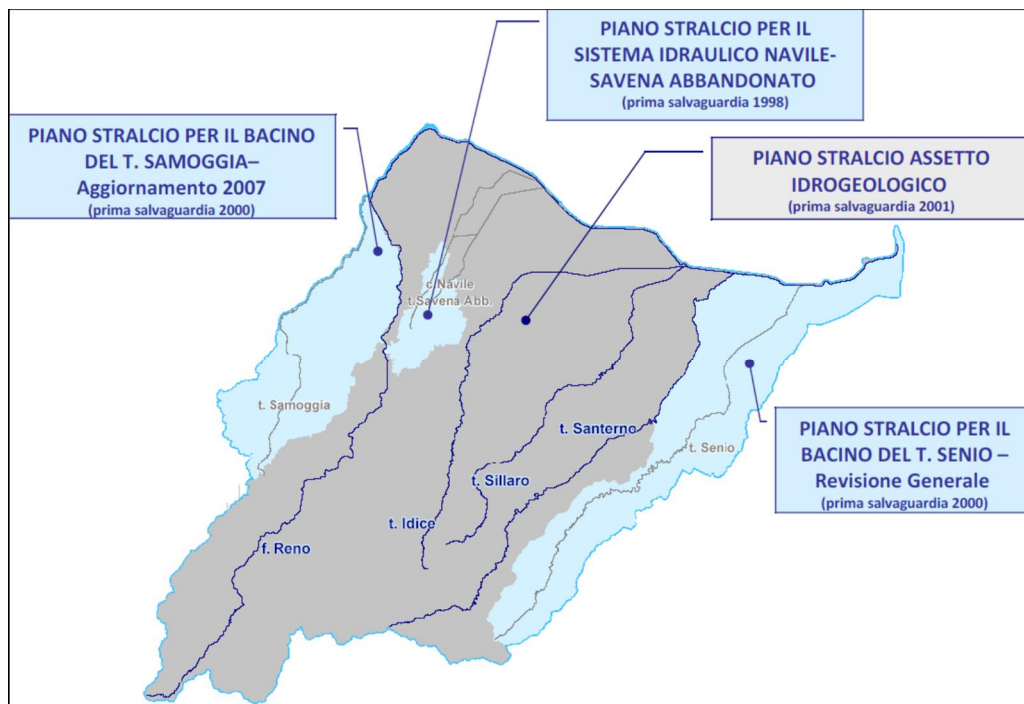 PIANO STRALCIO PER IL
SISTEMA IDRAULICO NAVILE-
SAVENA ABBANDONATO
(prima salvaguardia 1998)
PIANO STRALCIO PER IL BACINO
DEL T. SAMOGGIA–
Aggiornamento 2007
(prima salvaguardia 2000)
PIANO STRALCIO ASSETTO
IDROGEOLOGICO
(prima salvaguardia 2001)
c.Navile
t.Savena Abb.
t. Samoggia
t. Santerno
t. Senio
t. Sillaro
t. Idice
f. Reno
PIANO STRALCIO PER IL
BACINO DEL T. SENIO –
Revisione Generale
(prima salvaguardia 2000)